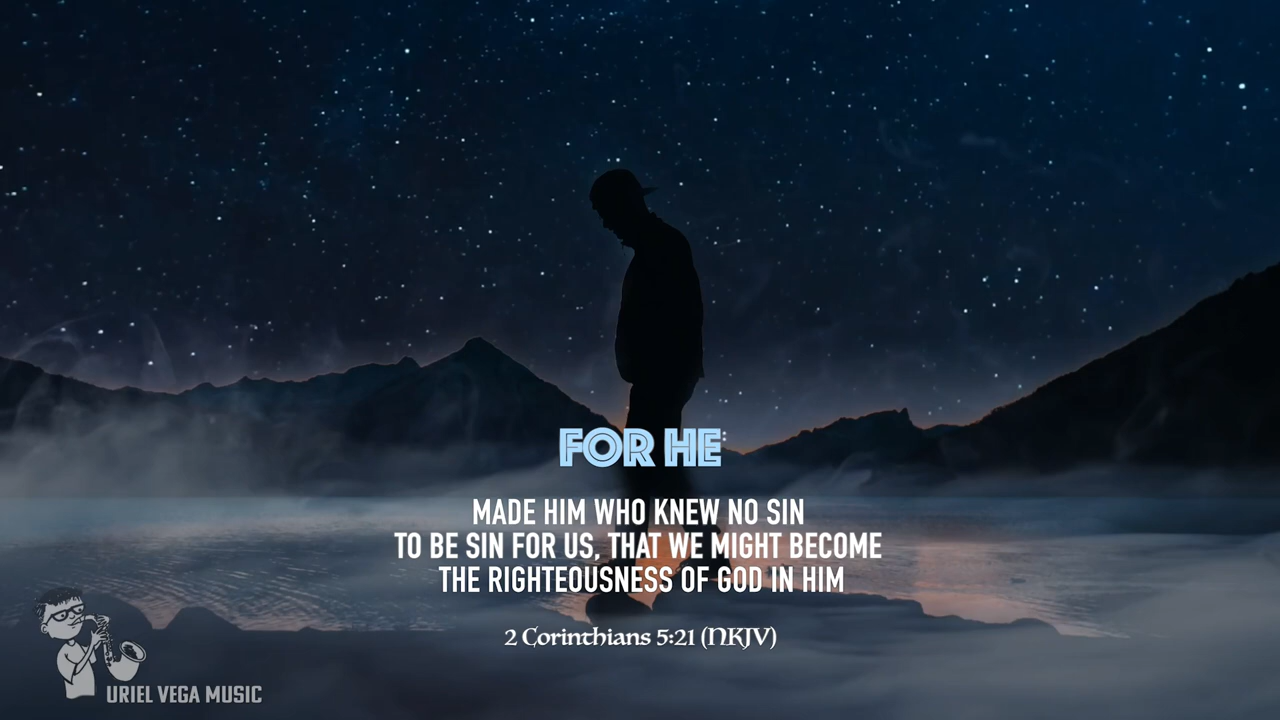 FOR HE
MADE HIM WHO KNEW NO SIN
TO BE SIN FOR US, THAT WE MIGHT BECOME
THE RIGHTEOUSNESS OF GOD IN HIM
2 Corinthians 5:21 (NKJV)
URIEL VEGA MUSIC